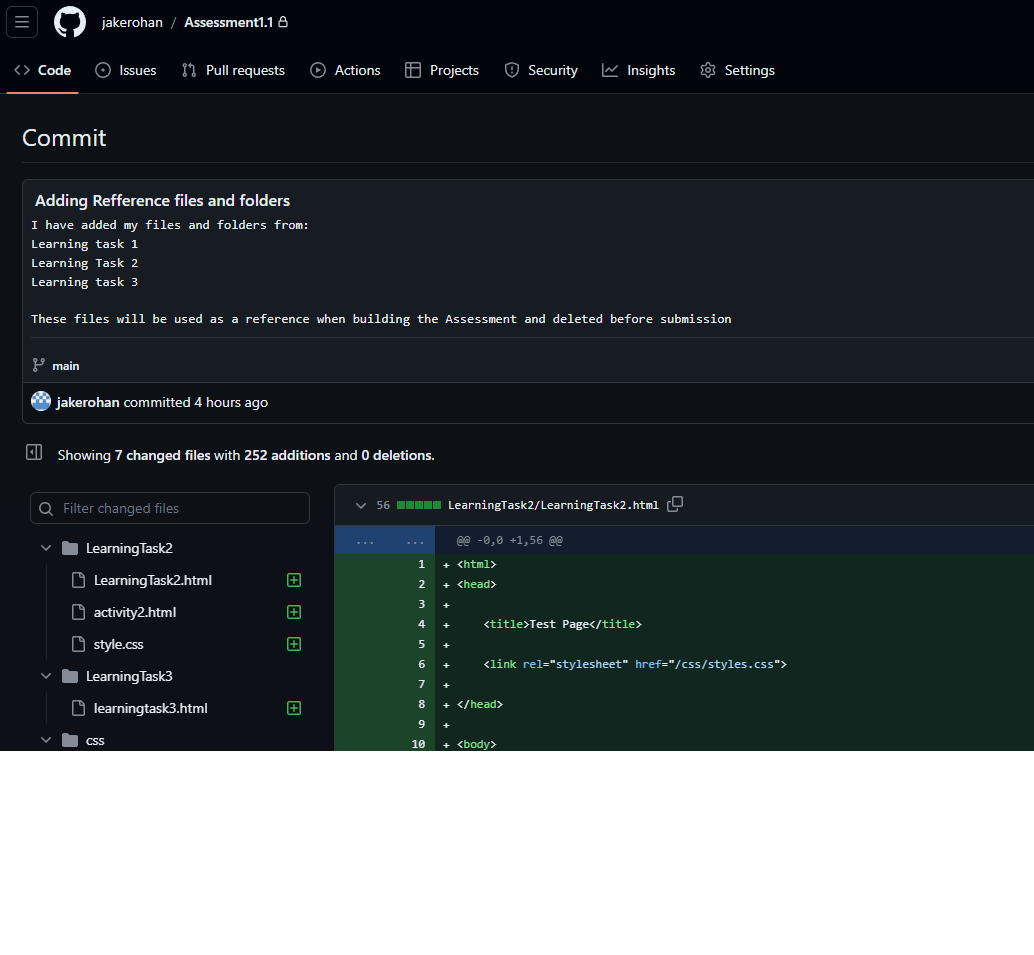 jakerohan / Assessment1.1
Code Issues Pull requests Actions Projects Security Insights Settings
Commit
Adding Refference files and folders
I have added my files and folders from:
Learning task 1
Learning Task 2
Learning task 3
These files will be used as a reference when building the Assessment and deleted before submission
main
jakerohan committed 4 hours ago
Showing 7 changed files with 252 additions and 0 deletions.
Filter changed files
LearningTask2
LearningTask2.html
activity2.html
style.css
LearningTask3
learningtask3.html
css
56 LearningTask2/LearningTask2.html
... ... @@ -0,0 +1,56 @@
1 + <html>
2 + <head>
3 +
4 + <title>Test Page</title>
5 +
6 + <link rel="stylesheet" href="/css/styles.css">
7 +
8 + </head>
9 +
10 + <body>